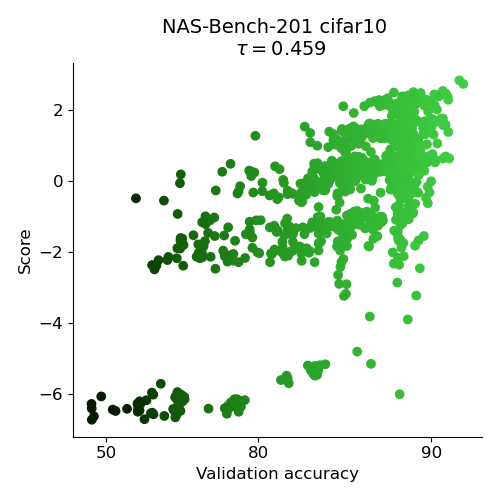 NAS-Bench-201 cifar10
τ = 0.459
Score
2
0
−2
−4
−6
50 80 90
Validation accuracy